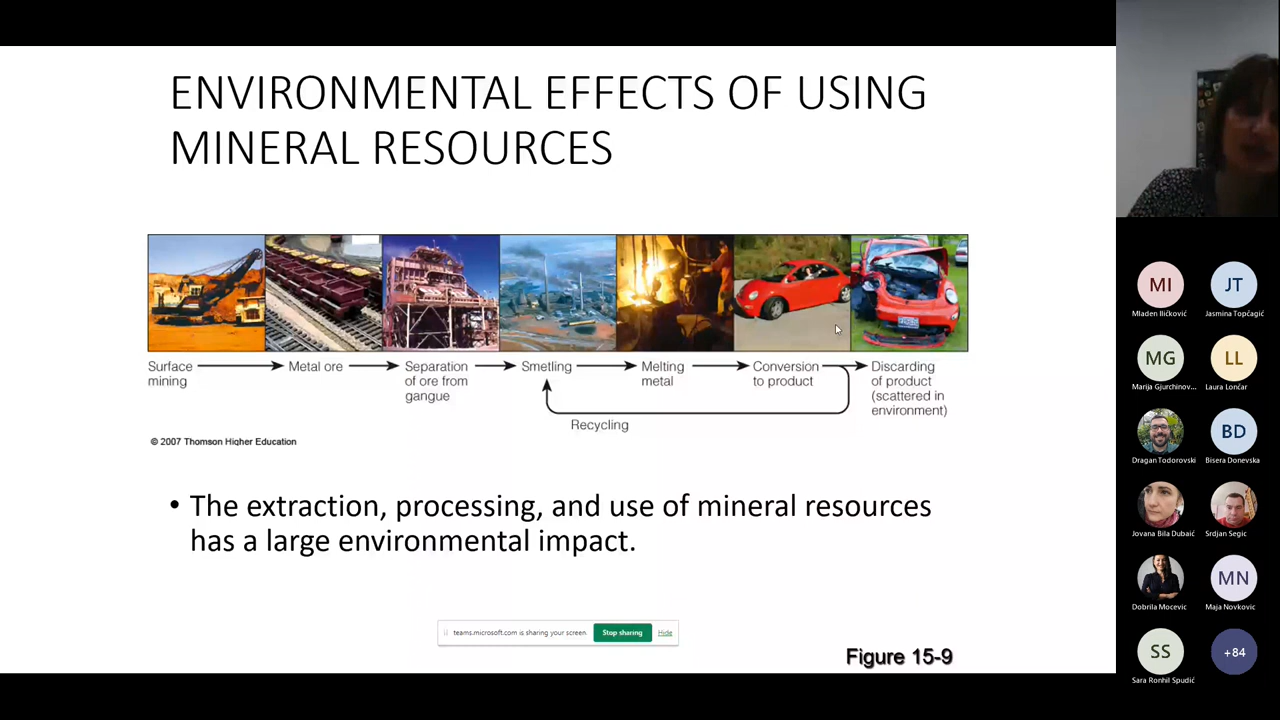 ENVIRONMENTAL EFFECTS OF USING
MINERAL RESOURCES
Surface
mining
Metal ore
Separation
of ore from
gangue
Smelting
Melting
metal
Conversion
to product
Discarding
of product
(scattered in
environment)
Recycling
© 2007 Thomson Higher Education
• The extraction, processing, and use of mineral resources
has a large environmental impact.
teams.microsoft.com is sharing your screen.
Stop sharing
Hide
Figure 15-9
MI
Mladen Iličković
JT
Jasmina Topčagić
MG
Marija Gjurchinov...
LL
Laura Lončar
Dragan Todorovski
BD
Bisera Donevska
Jovana Bila Dubaić
Srdjan Segic
Dobrila Mocevic
MN
Maja Novkovic
SS
Sara Ronhil Spudić
+84